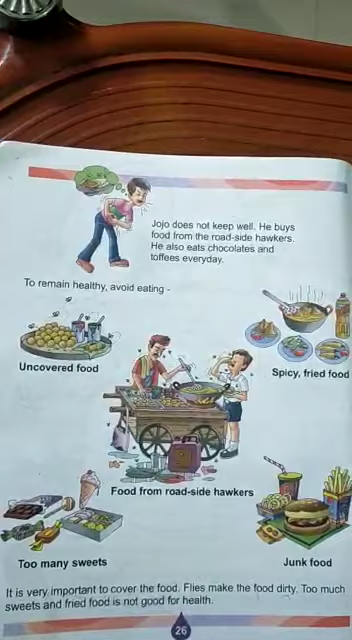 Jojo does not keep well. He buys
food from the road-side hawkers.
He also eats chocolates and
toffees everyday.
To remain healthy, avoid eating -
Uncovered food
Spicy, fried food
Food from road-side hawkers
Too many sweets
Junk food
It is very important to cover the food. Flies make the food dirty. Too much
sweets and fried food is not good for health.
26